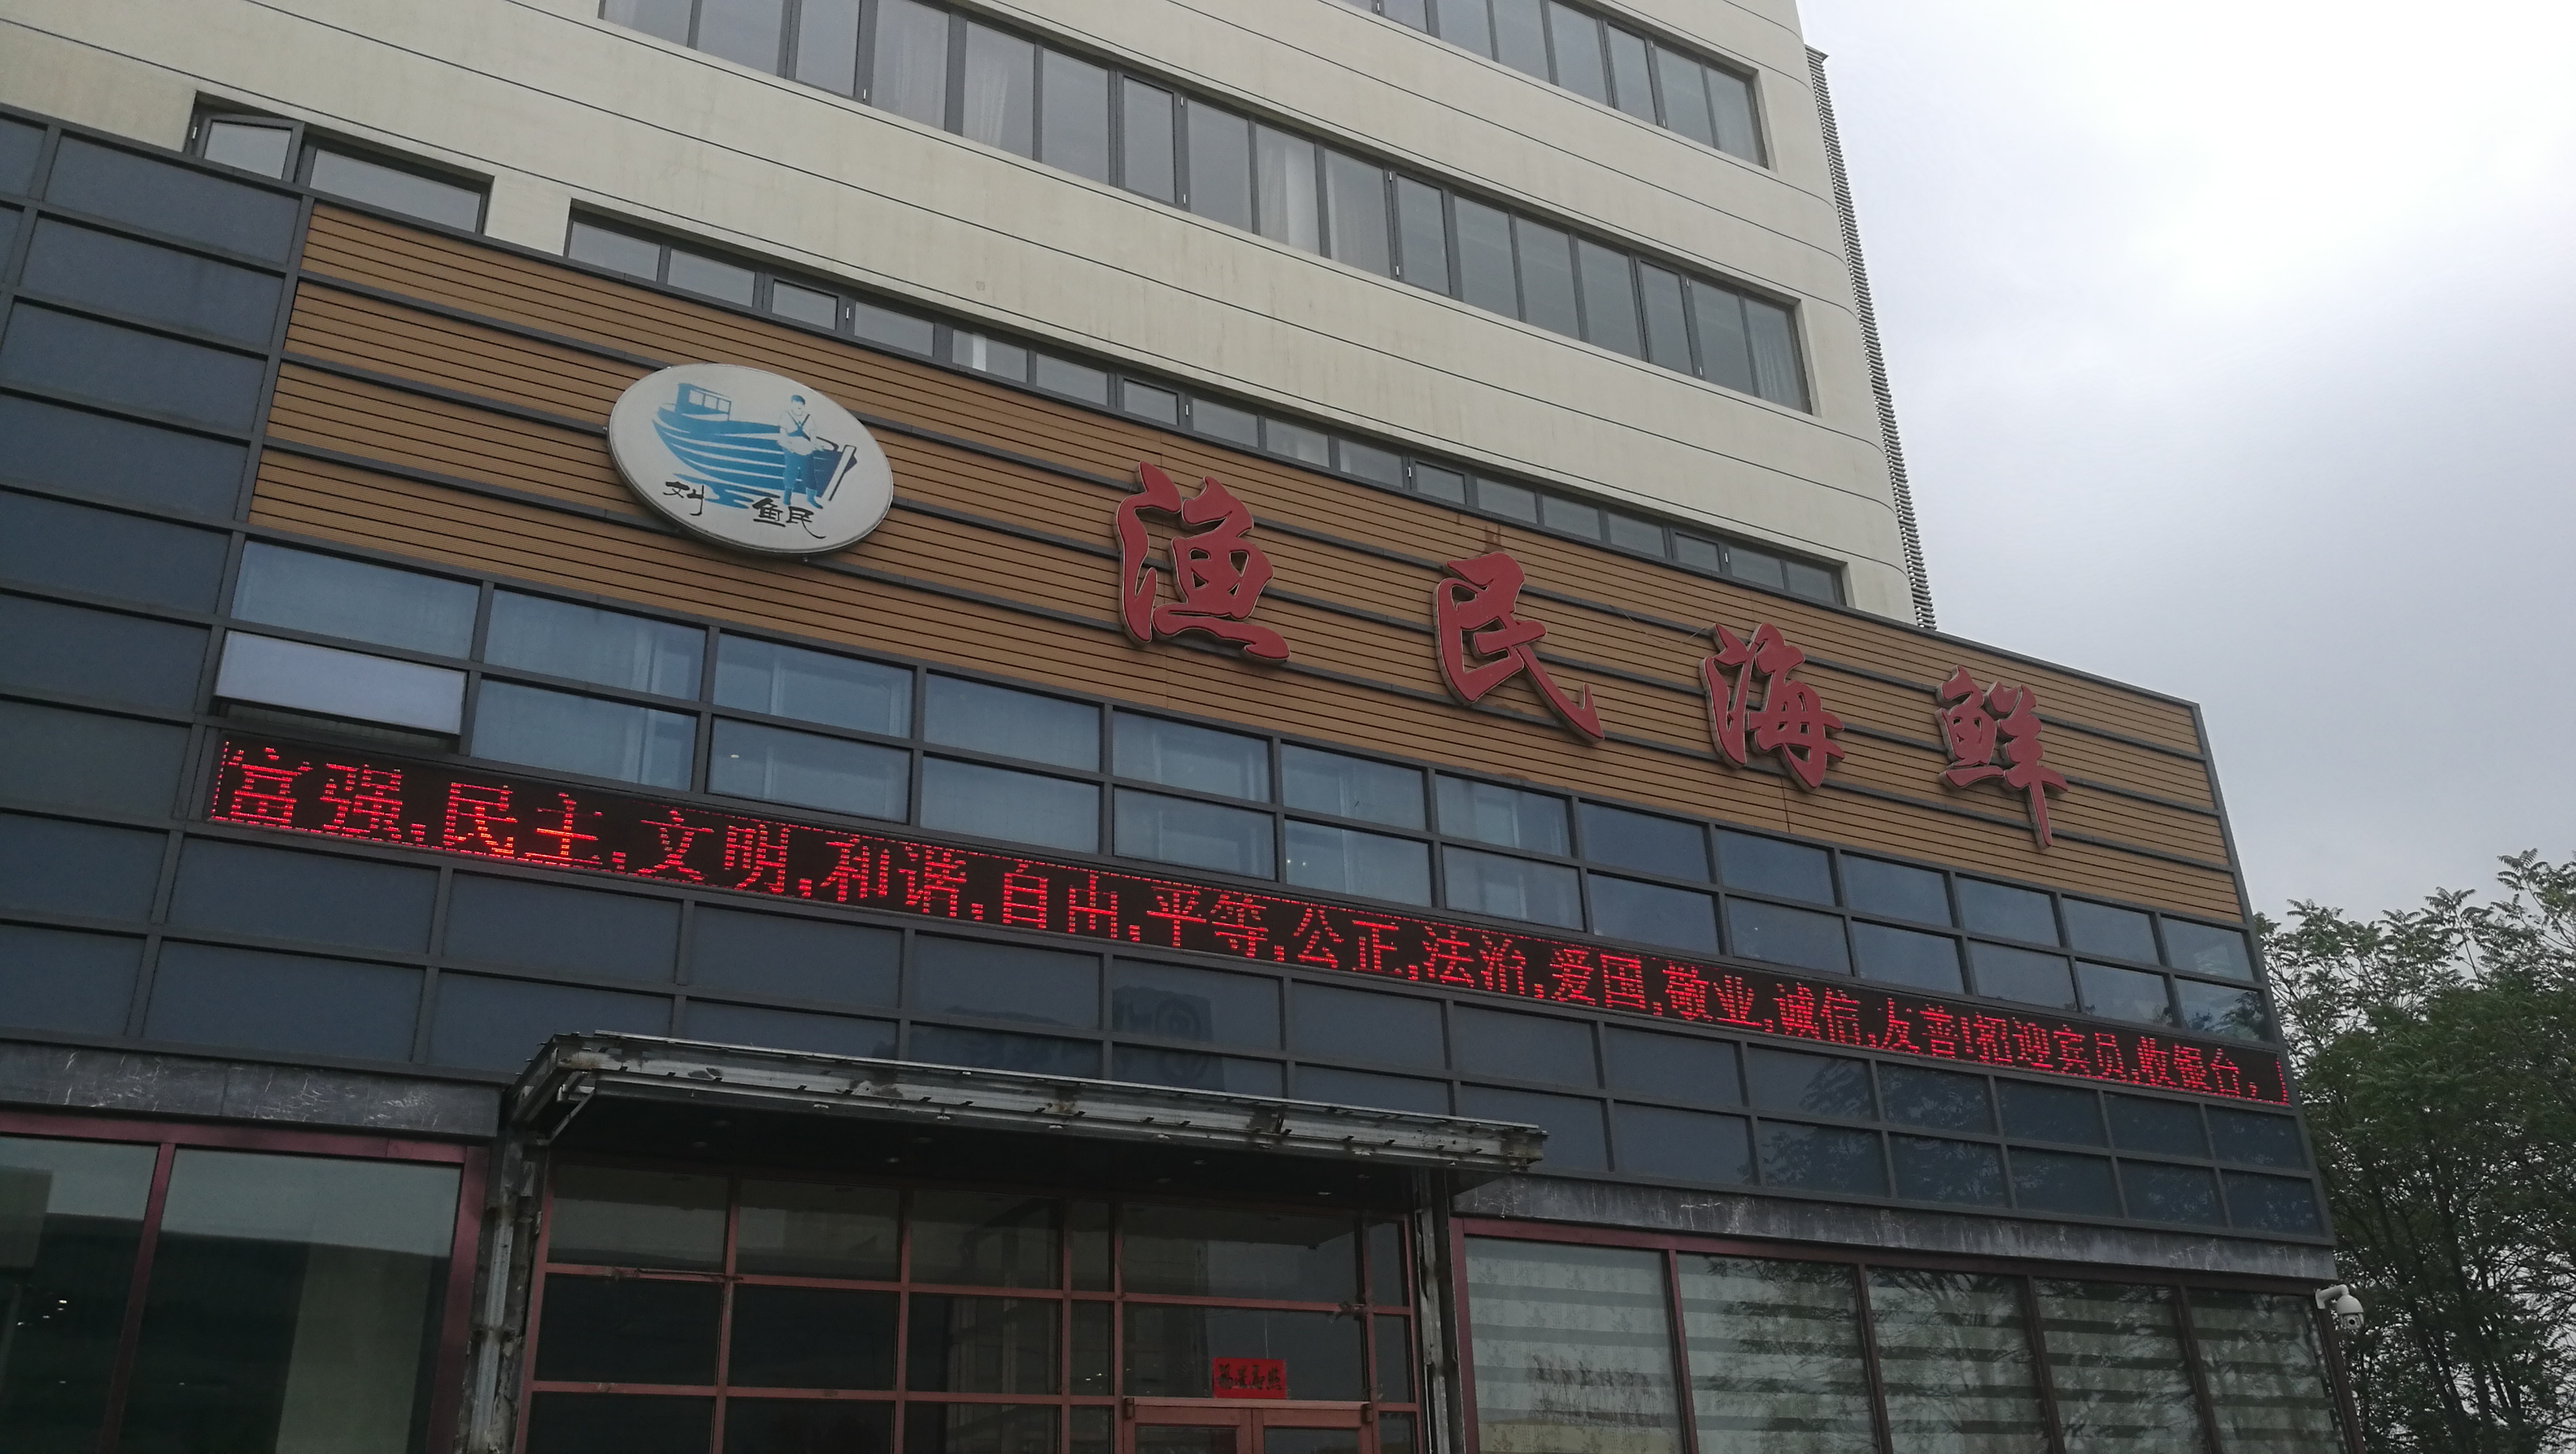 刘 鱼民
渔民海鲜
富强,民主,文明,和谐,自由,平等,公正,法治,爱国,敬业,诚信,友善!招迎宾员,收银台,